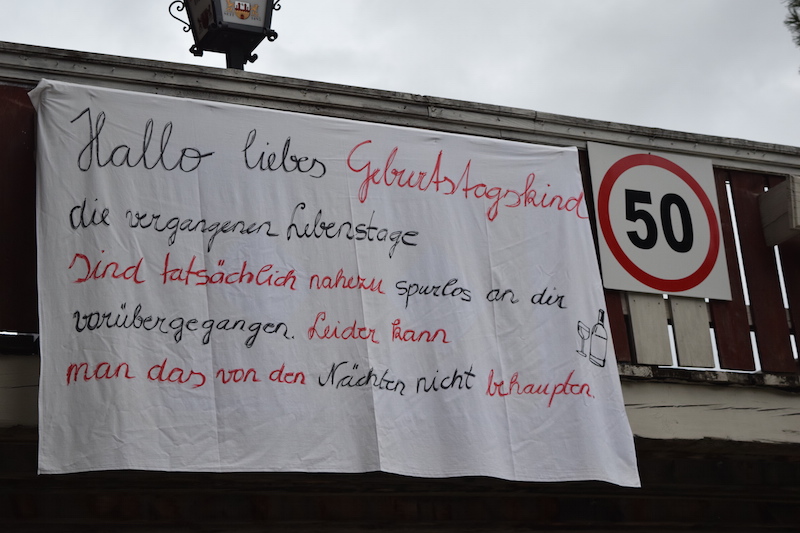 Hallo liebes Geburtstagskind
die vergangenen Lebenstage
sind tatsächlich nahezu spurlos an dir
vorübergegangen. Leider kann
man das von den Nächten nicht behaupten.
50